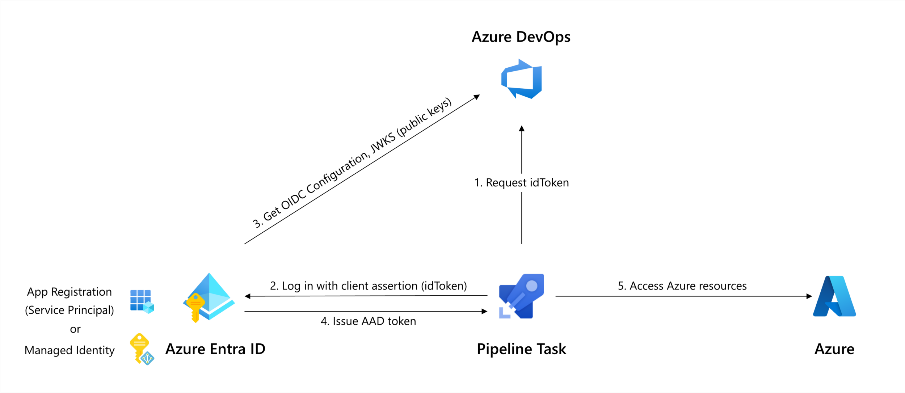 Azure DevOps
3. Get OIDC Configuration, JWKS (public keys)
1. Request idToken
App Registration
(Service Principal)
or
Managed Identity
2. Log in with client assertion (idToken)
4. Issue AAD token
5. Access Azure resources
Azure Entra ID
Pipeline Task
Azure